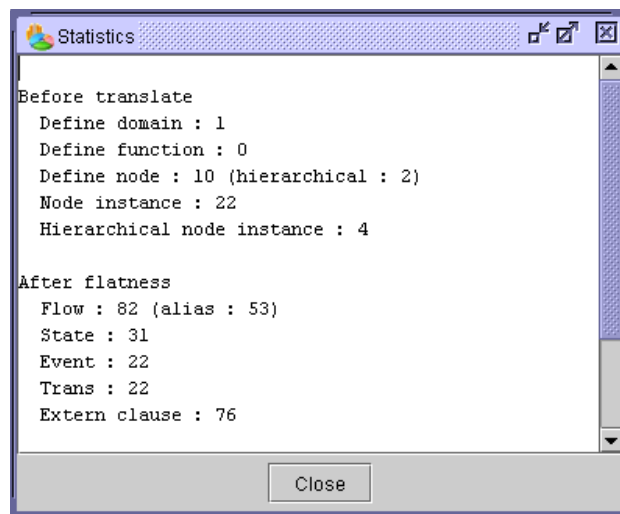 Statistics
Before translate
Define domain : 1
Define function : 0
Define node : 10 (hierarchical : 2)
Node instance : 22
Hierarchical node instance : 4
After flatness
Flow : 82 (alias : 53)
State : 31
Event : 22
Trans : 22
Extern clause : 76
Close